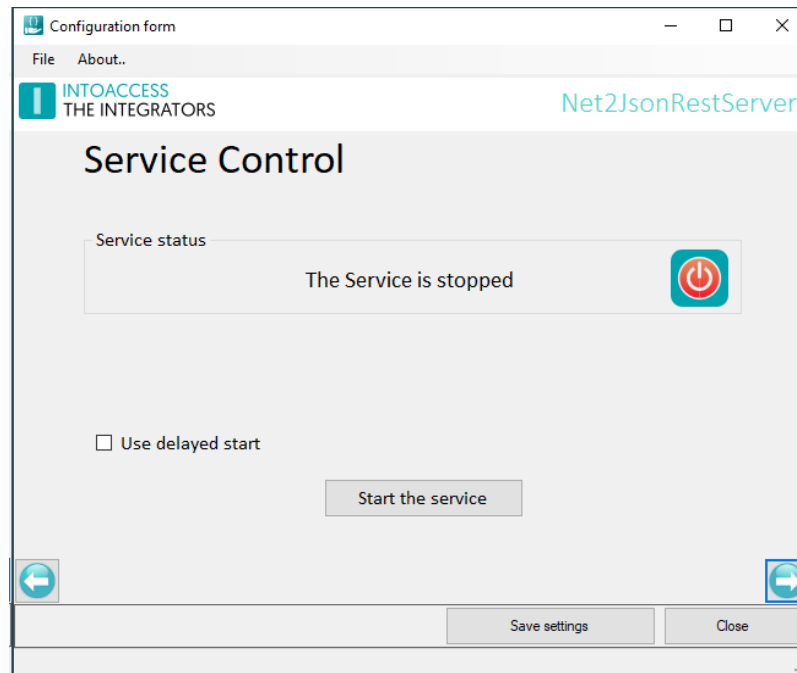 Configuration form
File About..
INTOACCESS
THE INTEGRATORS
Net2JsonRestServer
Service Control
Service status
The Service is stopped
Use delayed start
Start the service
Save settings
Close